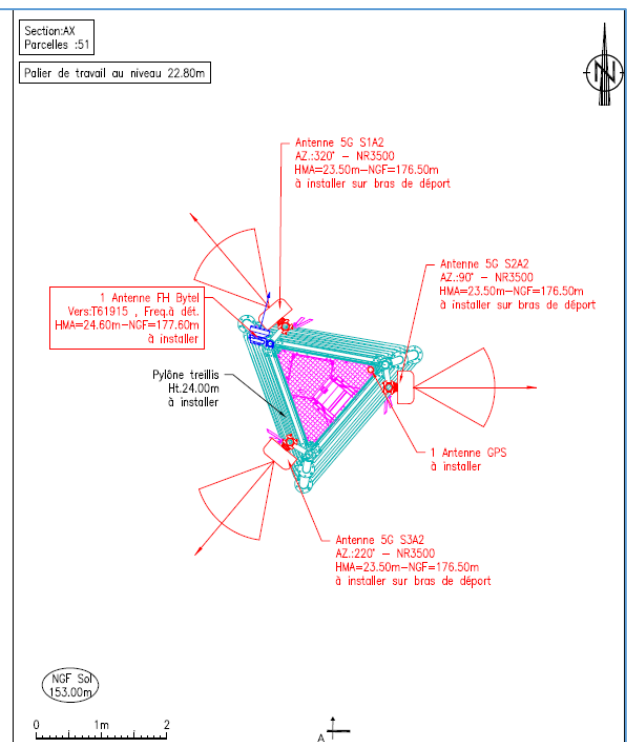 Section:AX
Parcelles :51
Palier de travail au niveau 22.80m
N
Antenne 5G S1A2
AZ.:320° – NR3500
HMA=23.50m–NGF=176.50m
à installer sur bras de déport
Antenne 5G S2A2
AZ.:90° – NR3500
HMA=23.50m–NGF=176.50m
à installer sur bras de déport
1 Antenne FH Bytel
Vers:T61915 , Freq.à dét.
HMA=24.60m–NGF=177.60m
à installer
Pylône treillis
Ht.24.00m
à installer
1 Antenne GPS
à installer
Antenne 5G S3A2
AZ.:220° – NR3500
HMA=23.50m–NGF=176.50m
à installer sur bras de déport
NGF Sol
153.00m
0 1m 2
A